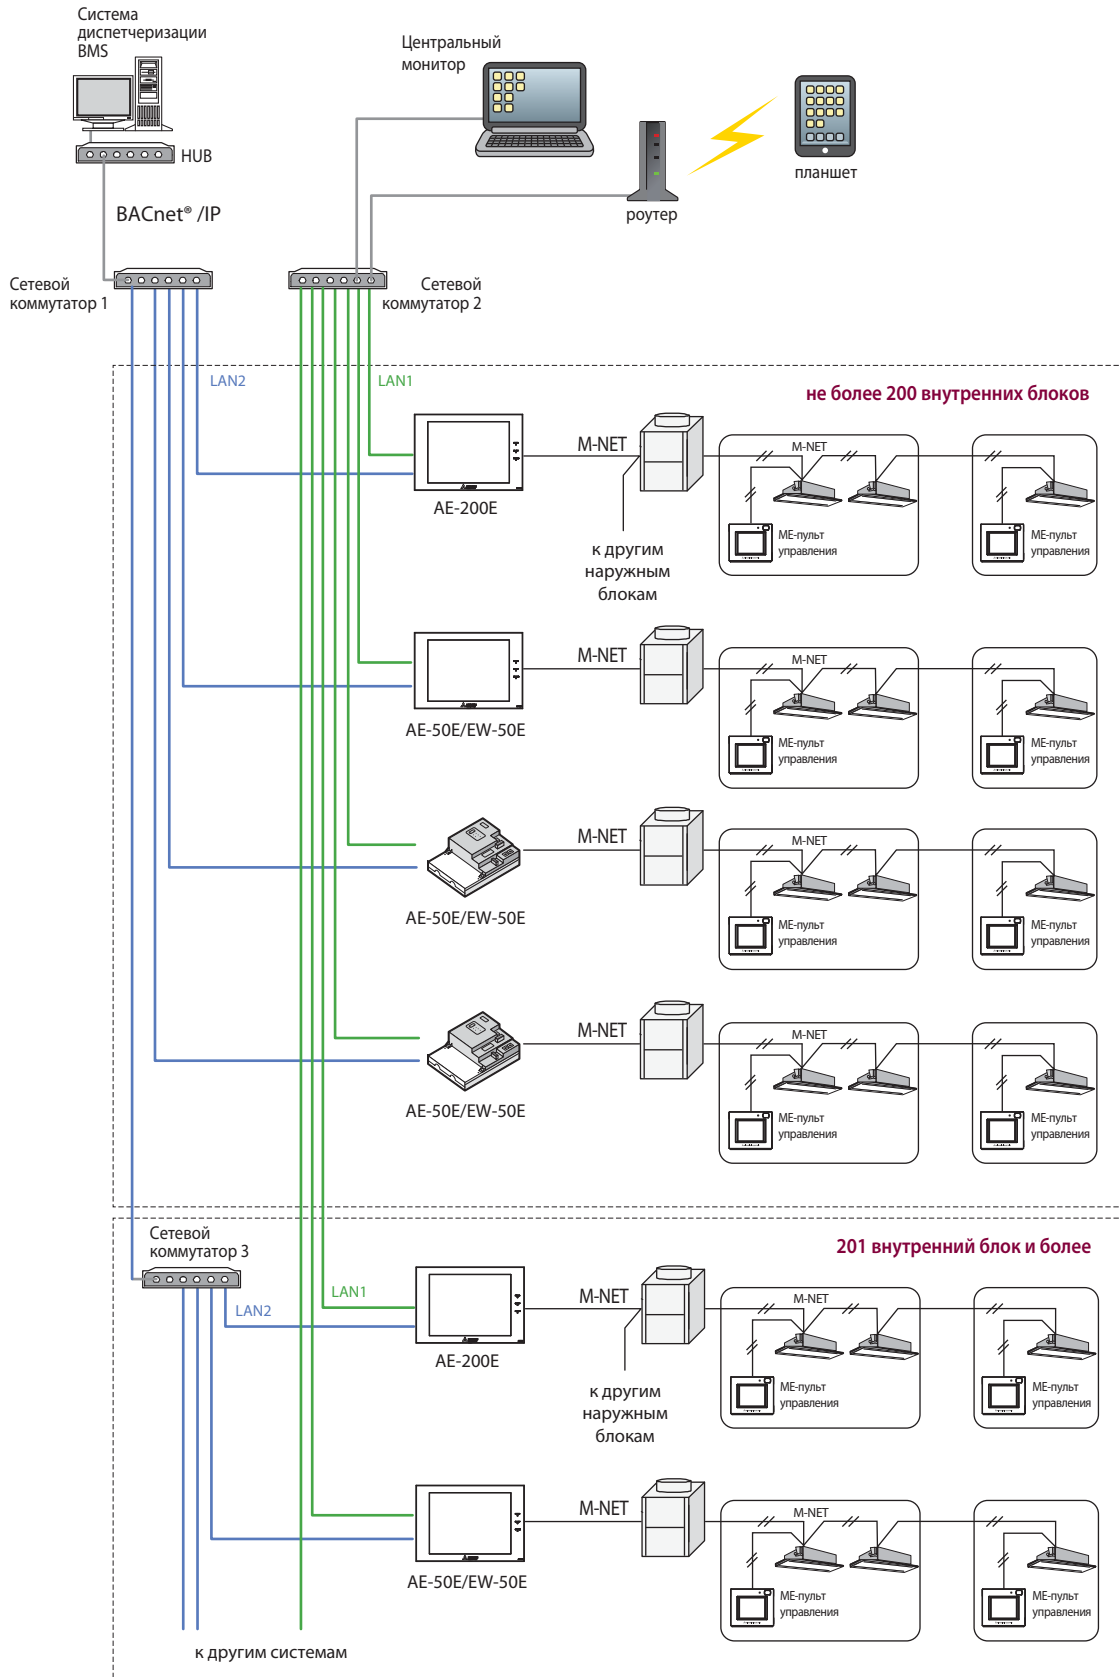 Система
диспетчеризации
BMS
Центральный
монитор
HUB
планшет
роутер
BACnet® /IP
Сетевой
коммутатор 1
Сетевой
коммутатор 2
LAN2
LAN1
не более 200 внутренних блоков
M-NET
M-NET
AE-200E
ME-пульт
управления
ME-пульт
управления
к другим
наружным
блокам
M-NET
M-NET
AE-50E/EW-50E
ME-пульт
управления
ME-пульт
управления
M-NET
M-NET
AE-50E/EW-50E
ME-пульт
управления
ME-пульт
управления
M-NET
M-NET
AE-50E/EW-50E
ME-пульт
управления
ME-пульт
управления
Сетевой
коммутатор 3
201 внутренний блок и более
LAN1
LAN2
M-NET
M-NET
AE-200E
ME-пульт
управления
ME-пульт
управления
к другим
наружным
блокам
M-NET
M-NET
AE-50E/EW-50E
ME-пульт
управления
ME-пульт
управления
к другим системам